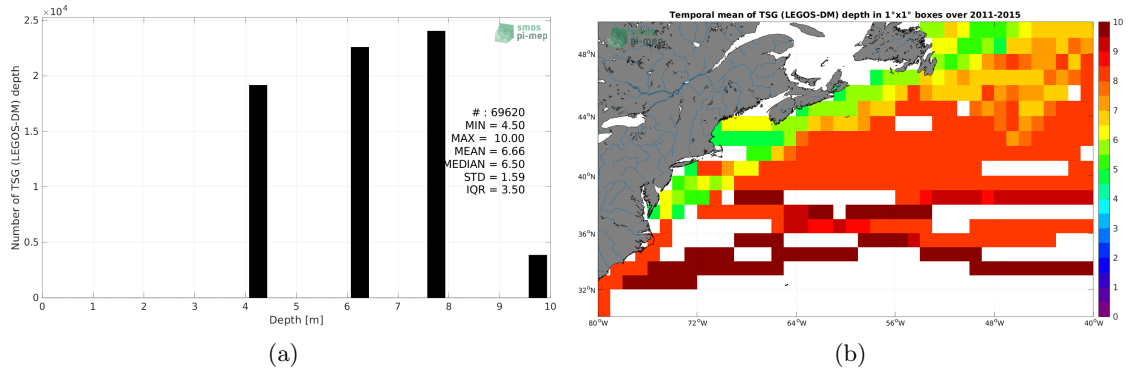 ×10^4
2.5
2
1.5
1
0.5
0
Number of TSG (LEGOS-DM) depth
smos
pi-mep
# : 69620
MIN = 4.50
MAX = 10.00
MEAN = 6.66
MEDIAN = 6.50
STD = 1.59
IQR = 3.50
0 1 2 3 4 5 6 7 8 9 10
Depth [m]
(a)
Temporal mean of TSG (LEGOS-DM) depth in 1°x1° boxes over 2011-2015
smos
pi-mep
48°N
44°N
40°N
36°N
32°N
80°W 72°W 64°W 56°W 48°W 40°W
10
9
8
7
6
5
4
3
2
1
0
(b)